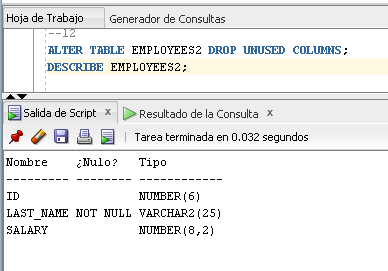 Hoja de Trabajo Generador de Consultas
--12
ALTER TABLE EMPLOYEES2 DROP UNUSED COLUMNS;
DESCRIBE EMPLOYEES2;
Salida de Script x Resultado de la Consulta x
Tarea terminada en 0.032 segundos
Nombre ¿Nulo? Tipo
--------- -------- ------------
ID NUMBER(6)
LAST_NAME NOT NULL VARCHAR2(25)
SALARY NUMBER(8,2)